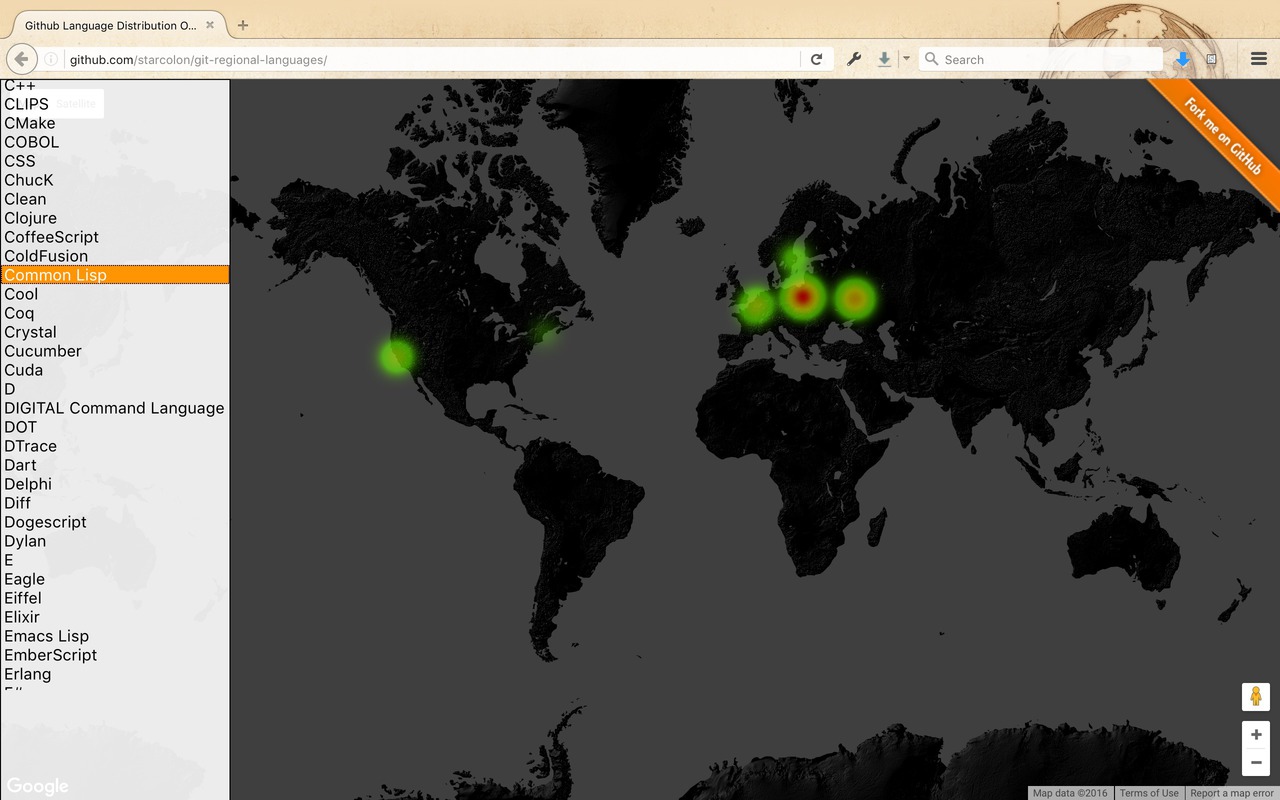 Github Language Distribution O...
github.com/starcolon/git-regional-languages/
Search
C++
Satellite
CLIPS
CMake
COBOL
CSS
ChucK
Clean
Clojure
CoffeeScript
ColdFusion
Common Lisp
Cool
Coq
Crystal
Cucumber
Cuda
D
DIGITAL Command Language
DOT
DTrace
Dart
Delphi
Diff
Dogescript
Dylan
E
Eagle
Eiffel
Elixir
Emacs Lisp
EmberScript
Erlang
Fork me on GitHub
Google
Map data ©2016
Terms of Use
Report a map error